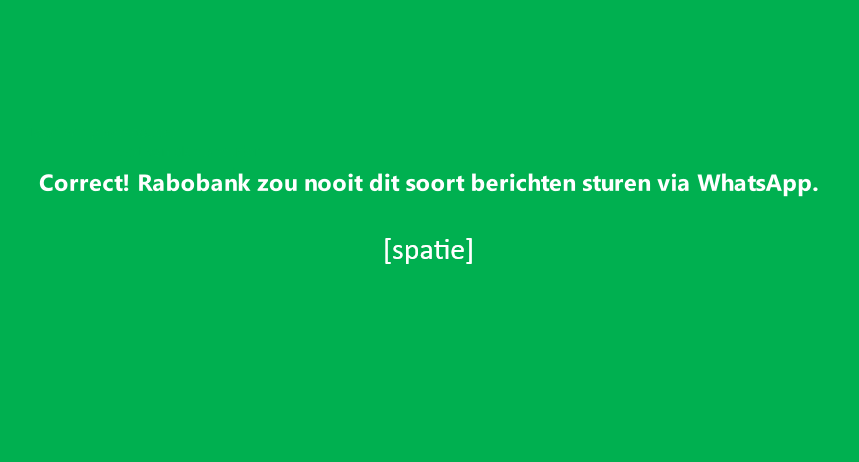 Correct! Rabobank zou nooit dit soort berichten sturen via WhatsApp.
[spatie]